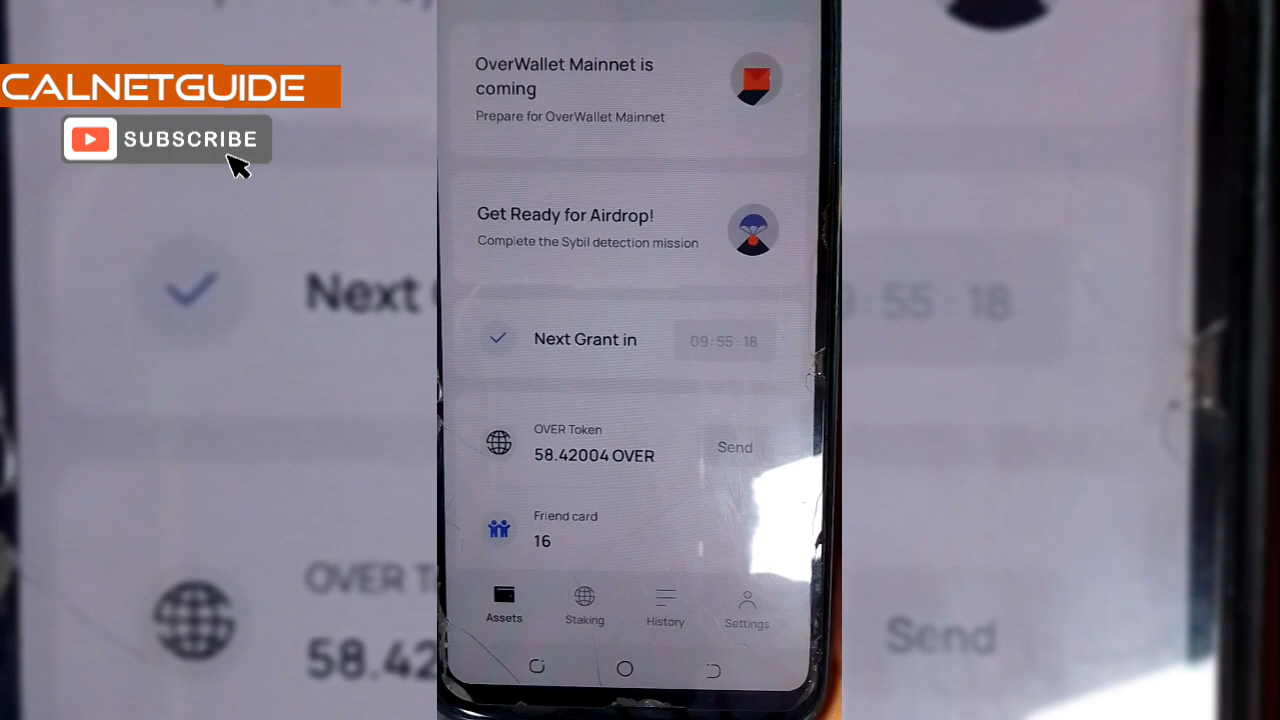 CALNETGUIDE
SUBSCRIBE
OverWallet Mainnet is
coming
Prepare for OverWallet Mainnet
Get Ready for Airdrop!
Complete the Sybil detection mission
Next Grant in
09:55:18
OVER Token
58.42004 OVER
Send
Friend card
16
Assets
Staking
History
Settings
Next
:55:18
OVER T
58.42
Send